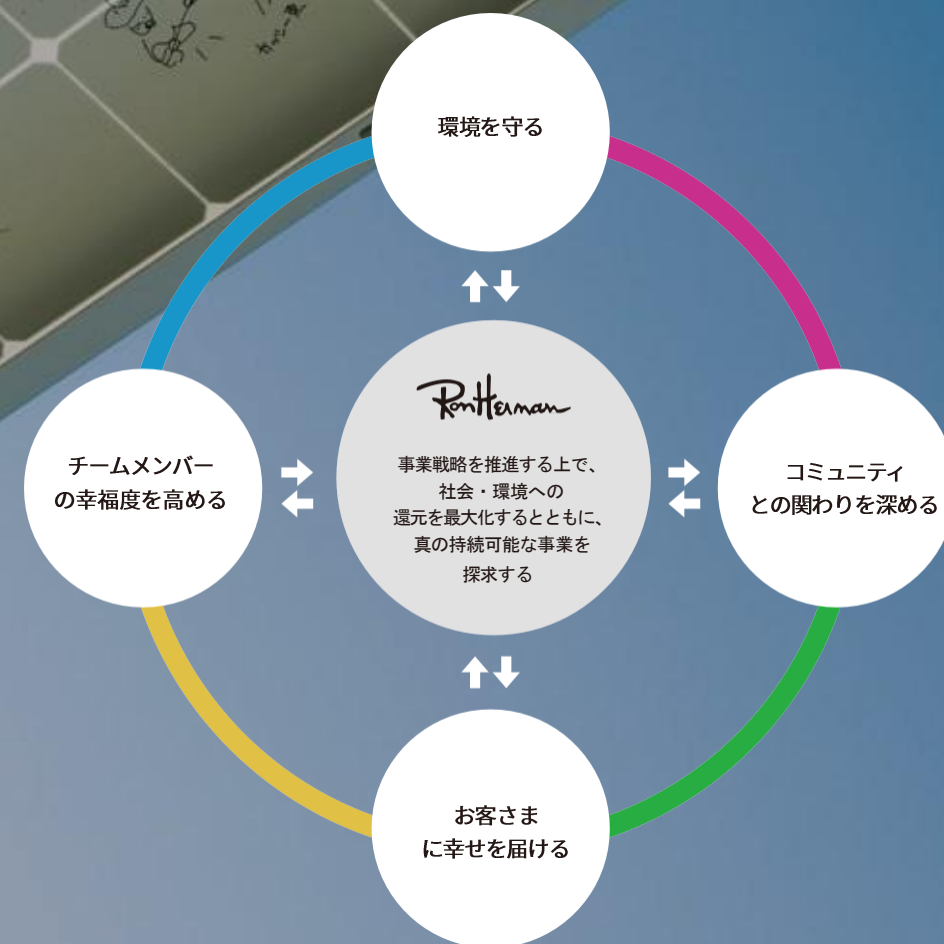 環境を守る
Ron Herman
事業戦略を推進する上で、
社会・環境への
還元を最大化するとともに、
真の持続可能な事業を
探求する
チームメンバー
の幸福度を高める
コミュニティ
との関わりを深める
お客さま
に幸せを届ける